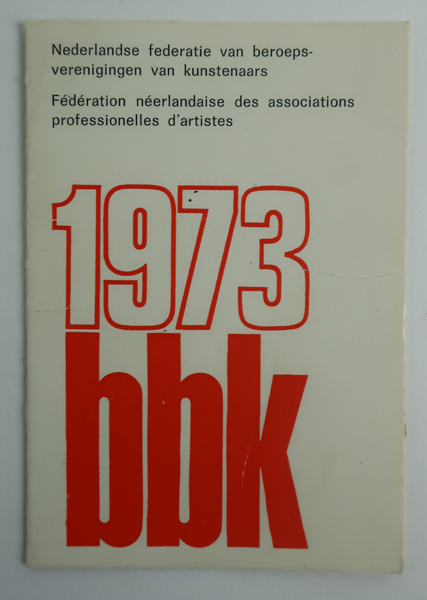 Nederlandse federatie van beroeps-
verenigingen van kunstenaars
Fédération néerlandaise des associations
professionelles d'artistes
1973
bbk